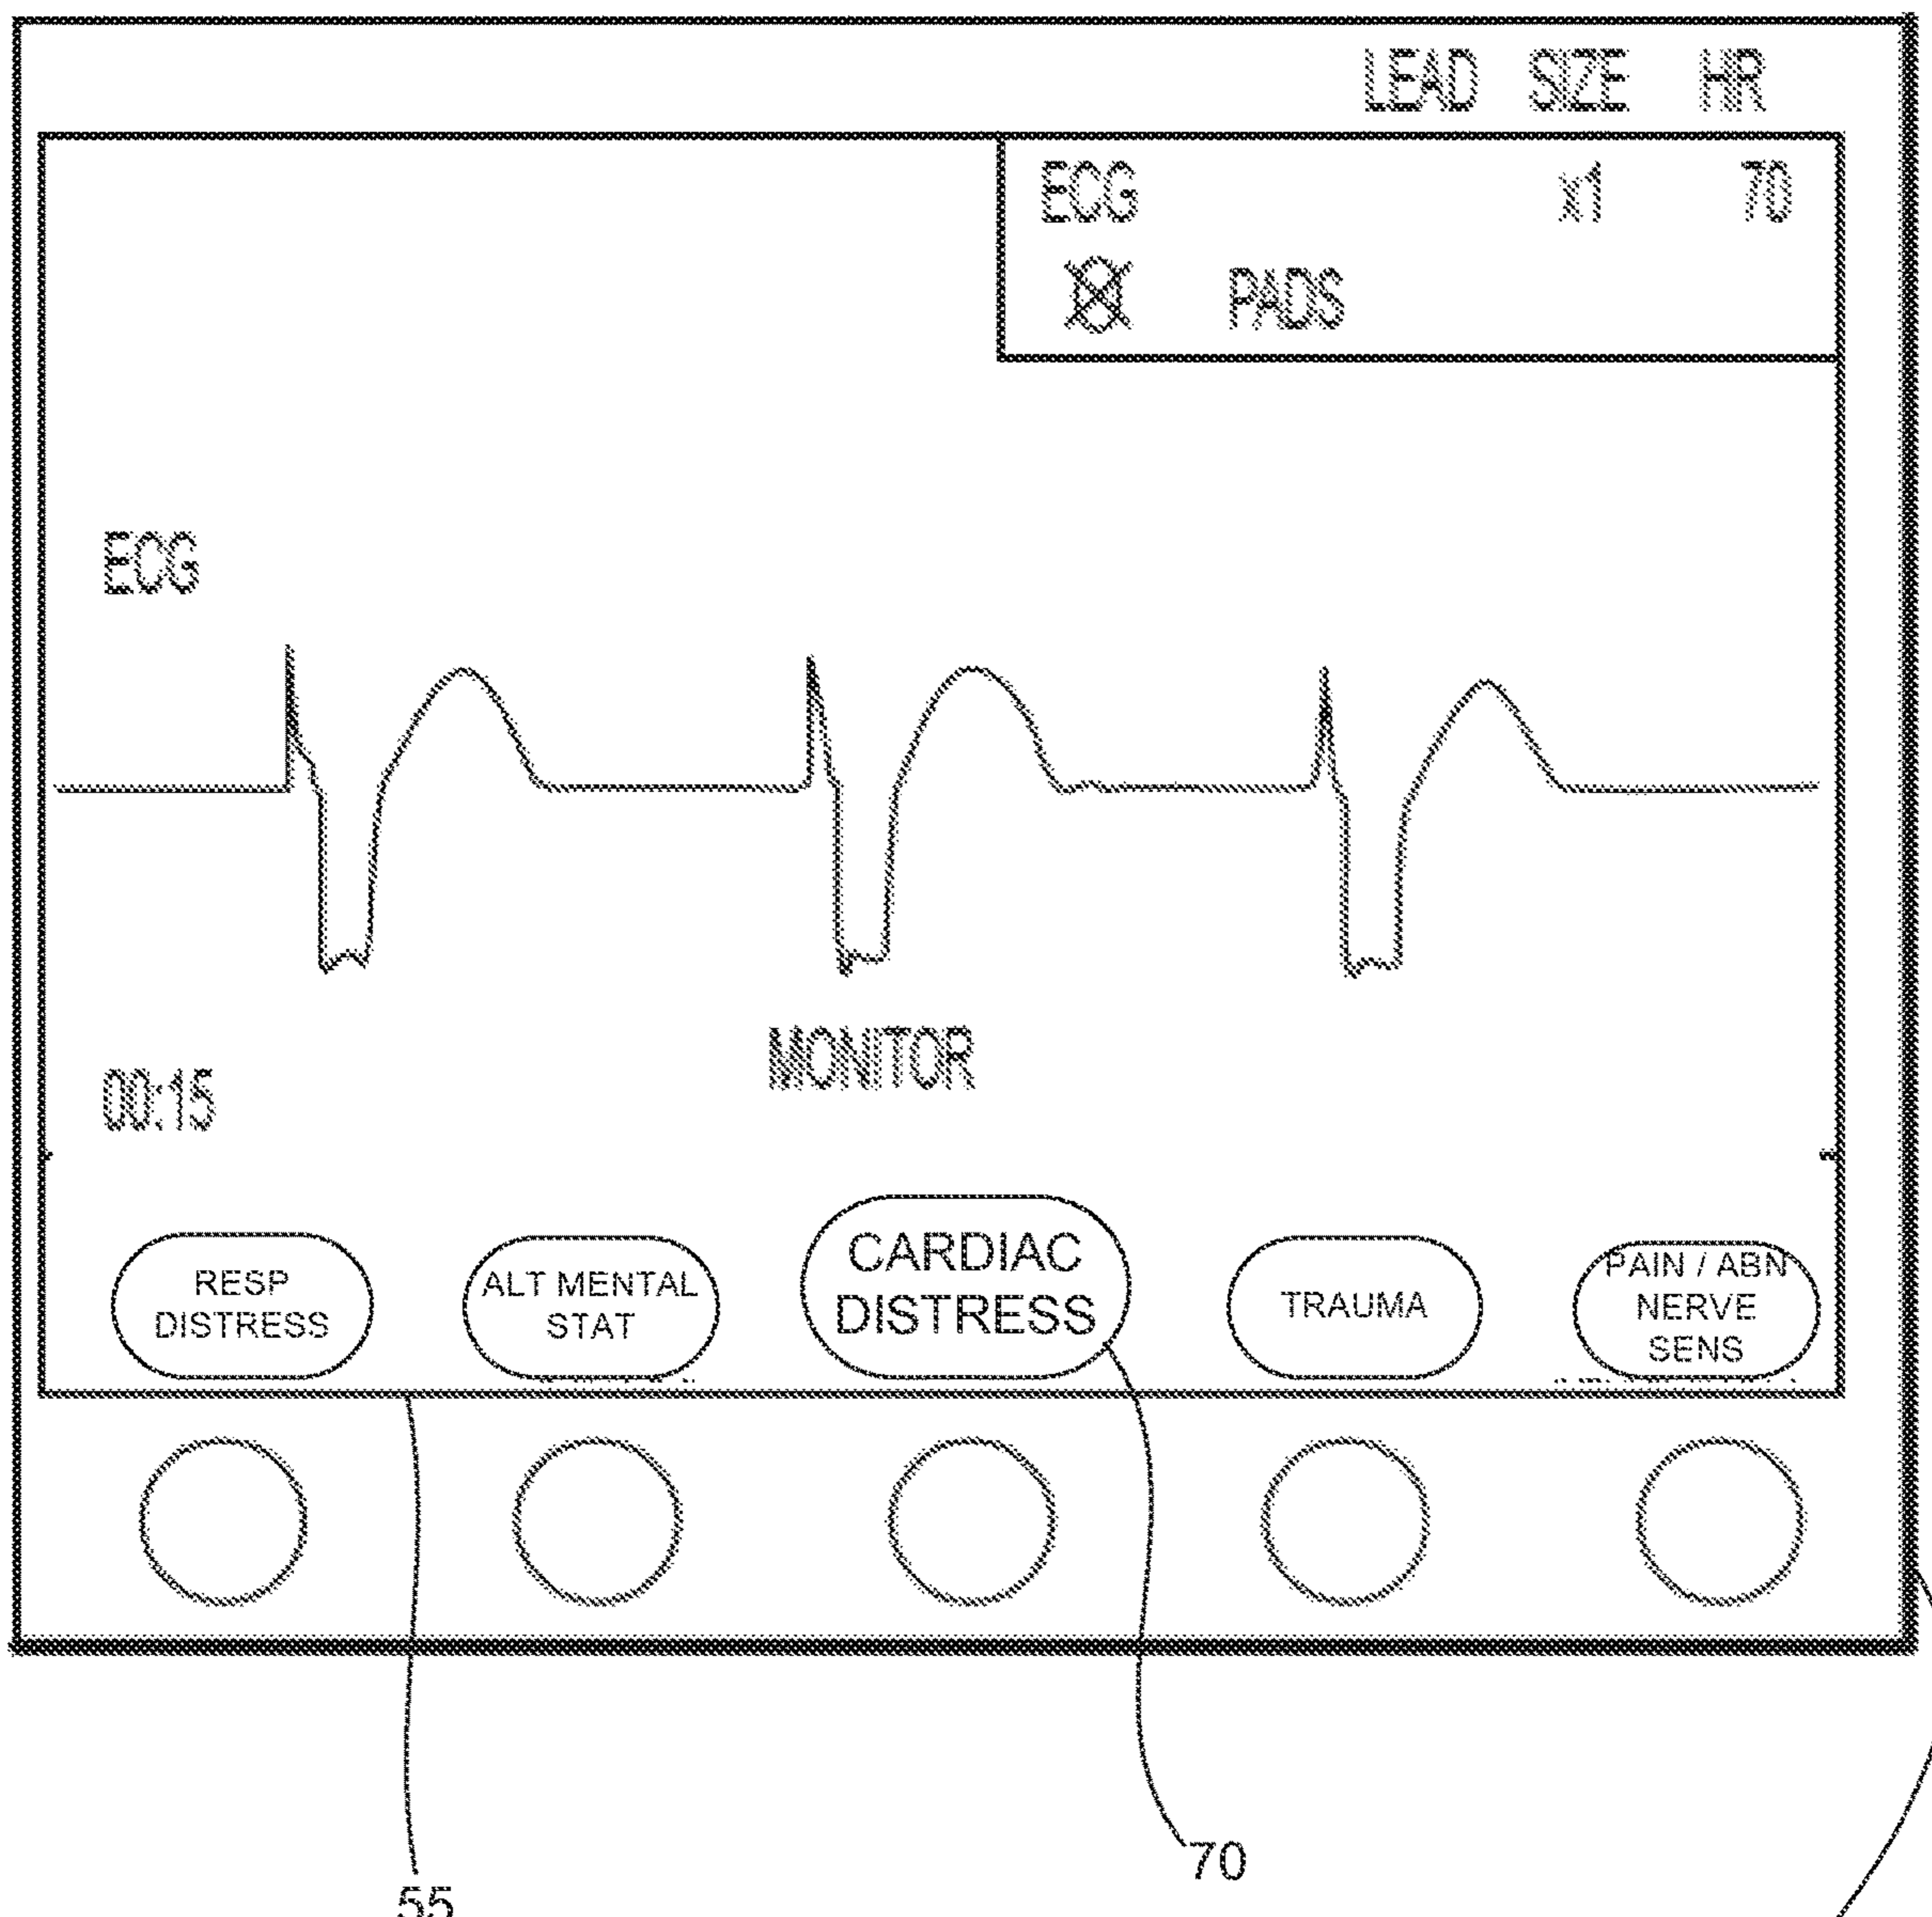 LEAD SIZE HR
ECG x1 70
PADS
ECG
MONITOR
00:15
RESP
DISTRESS
ALT MENTAL
STAT
CARDIAC
DISTRESS
TRAUMA
PAIN / ABN
NERVE
SENS
70
55